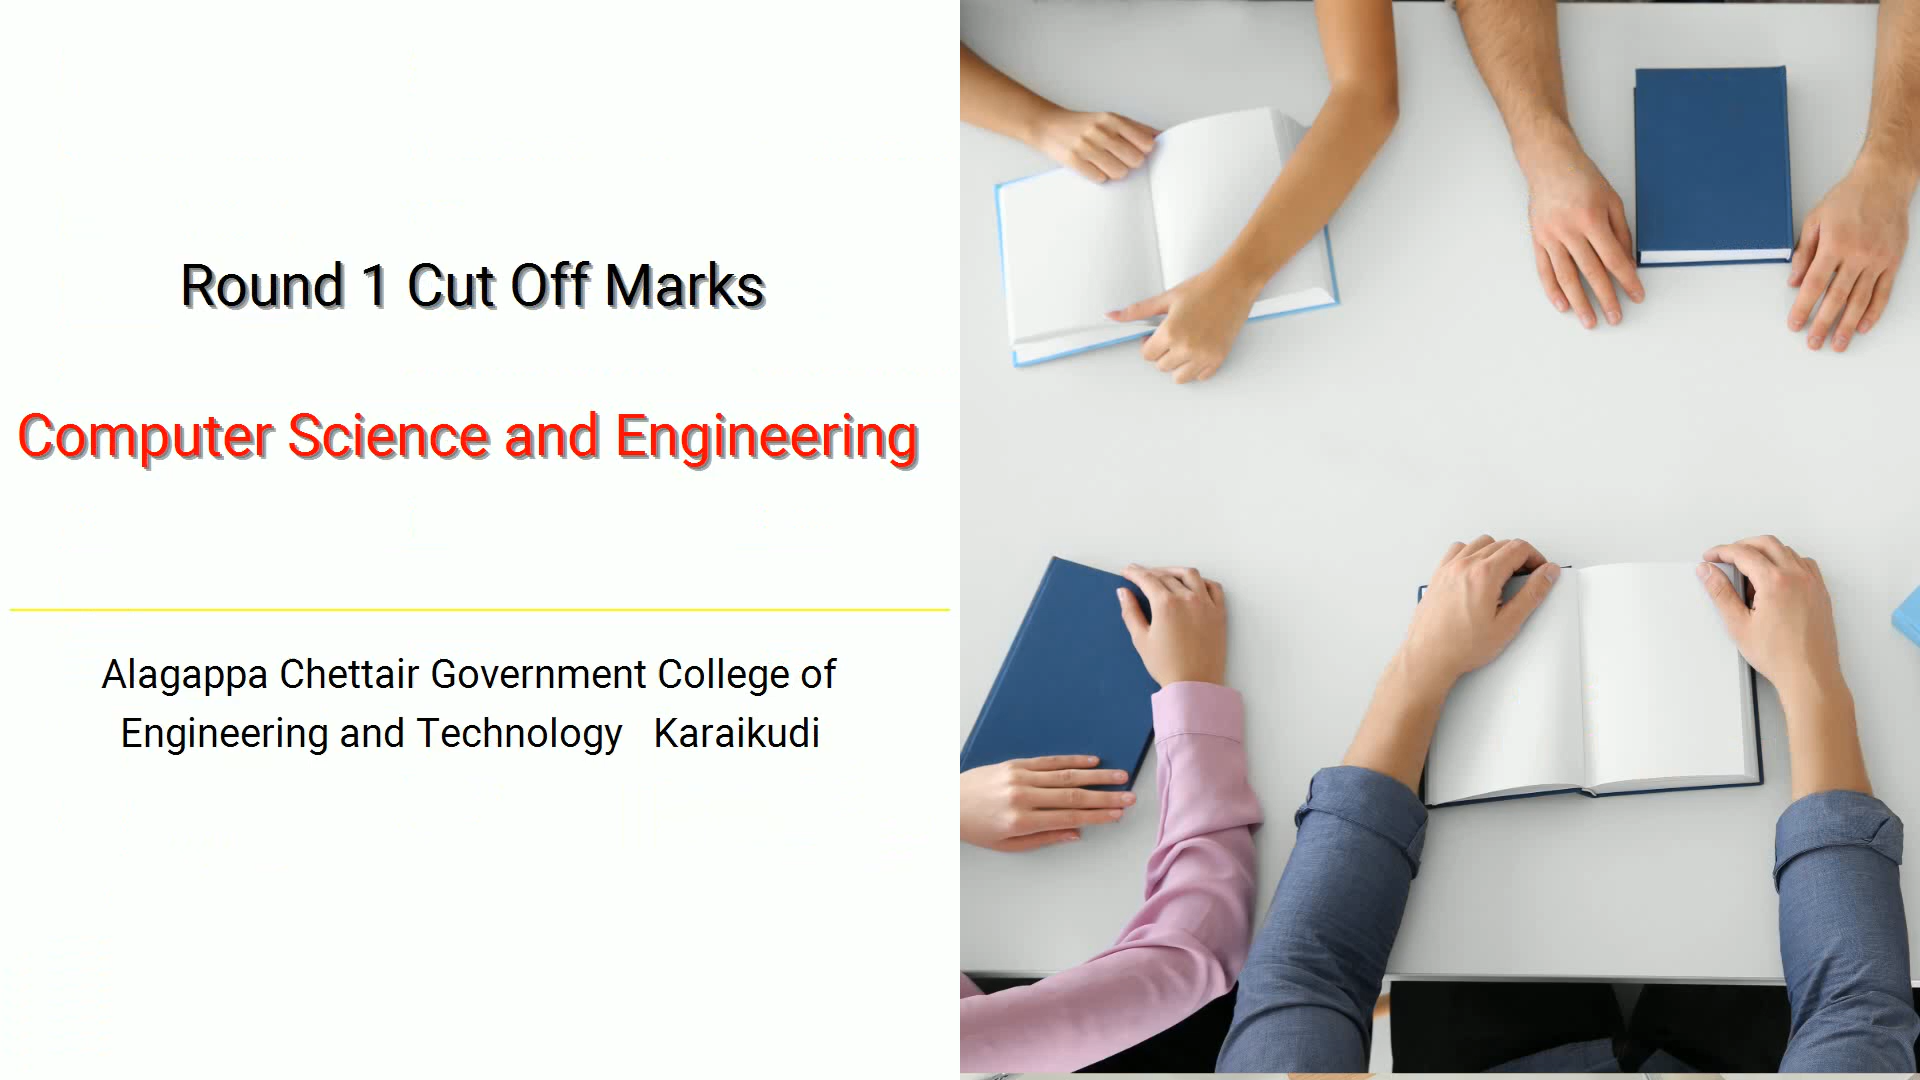 Round 1 Cut Off Marks
Computer Science and Engineering
Alagappa Chettair Government College of
Engineering and Technology Karaikudi